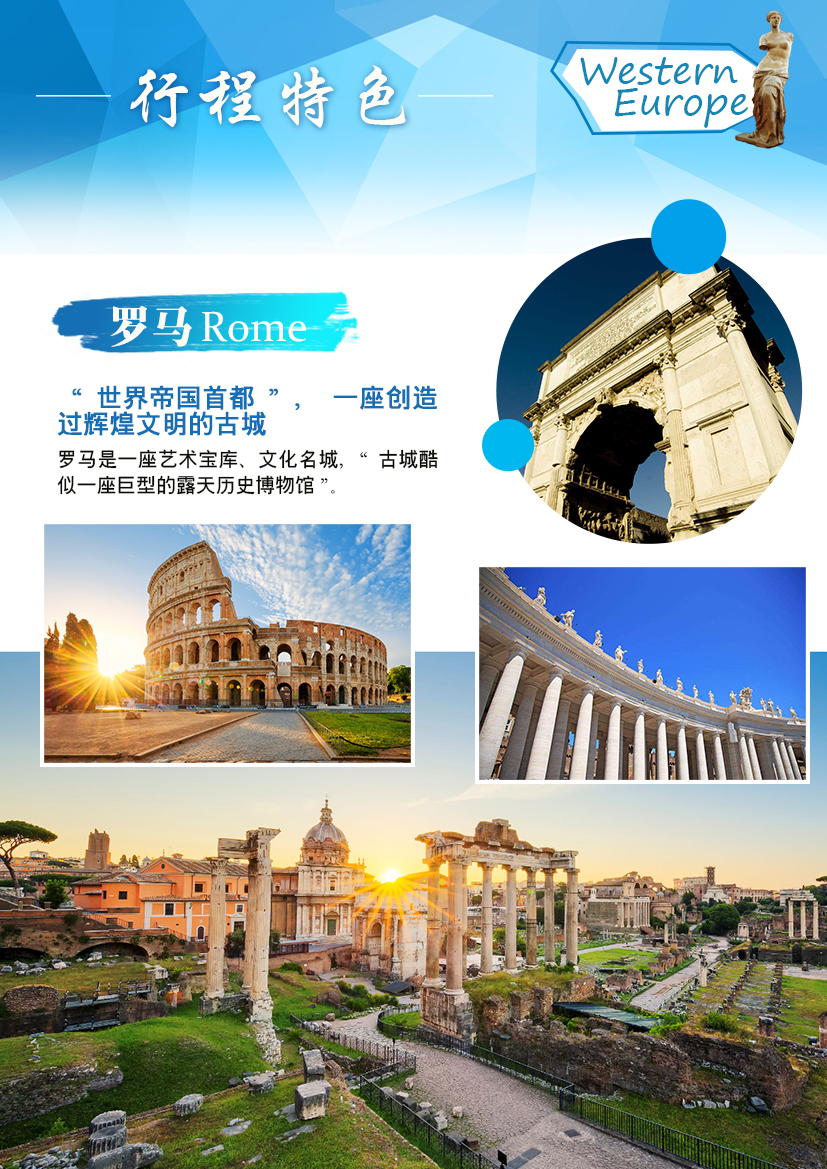 行程特色
Western
Europe
罗马 Rome
“ 世界帝国首都 ”， 一座创造
过辉煌文明的古城
罗马是一座艺术宝库、文化名城，“ 古城酷
似一座巨型的露天历史博物馆 ”。